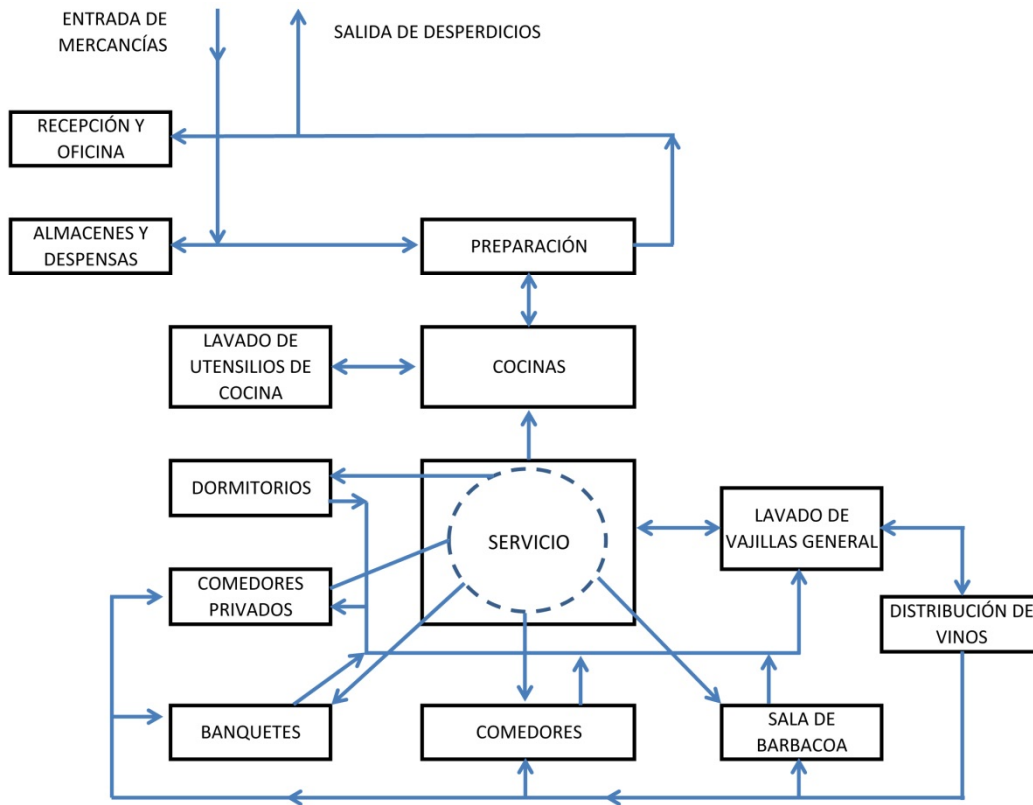 ENTRADA DE
MERCANCÍAS
SALIDA DE DESPERDICIOS
RECEPCIÓN Y
OFICINA
ALMACENES Y
DESPENSAS
PREPARACIÓN
LAVADO DE
UTENSILIOS DE
COCINA
COCINAS
DORMITORIOS
SERVICIO
LAVADO DE
VAJILLAS GENERAL
COMEDORES
PRIVADOS
DISTRIBUCIÓN DE
VINOS
BANQUETES
COMEDORES
SALA DE
BARBACOA